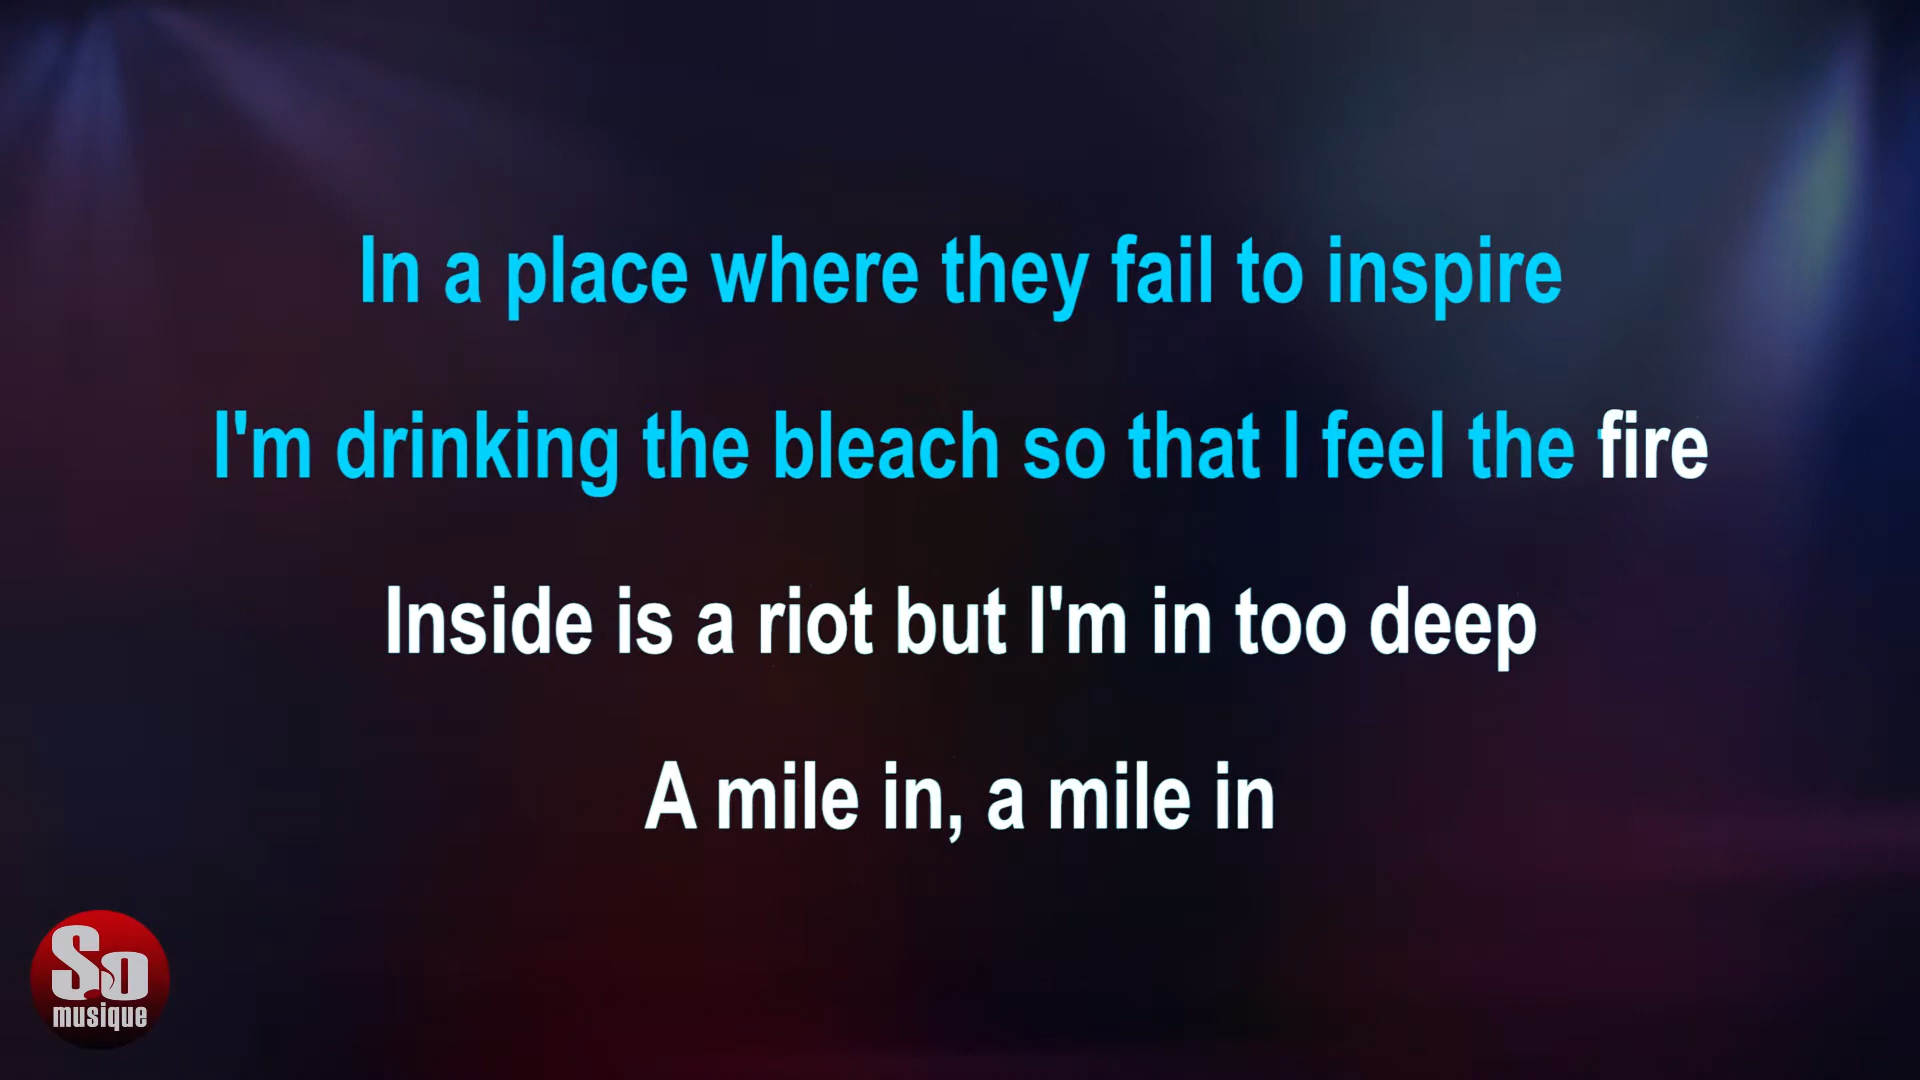 In a place where they fail to inspire
I'm drinking the bleach so that I feel the fire
Inside is a riot but I'm in too deep
A mile in, a mile in
So
musique